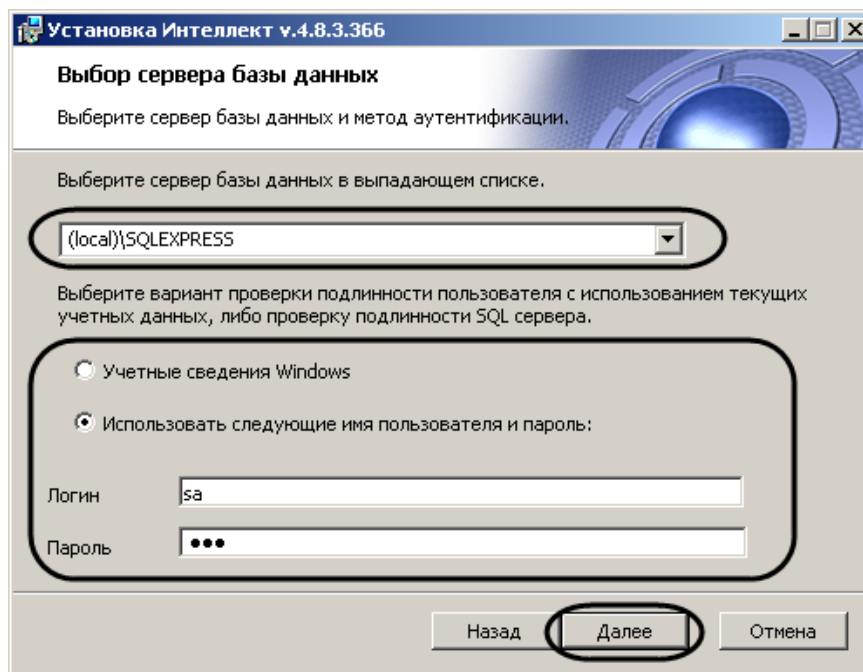 Установка Интеллект v.4.8.3.366
Выбор сервера базы данных
Выберите сервер базы данных и метод аутентификации.
Выберите сервер базы данных в выпадающем списке.
(local)\SQLEXPRESS
Выберите вариант проверки подлинности пользователя с использованием текущих
учетных данных, либо проверку подлинности SQL сервера.
Учетные сведения Windows
Использовать следующие имя пользователя и пароль:
Логин sa
Пароль •••
Назад Далее Отмена